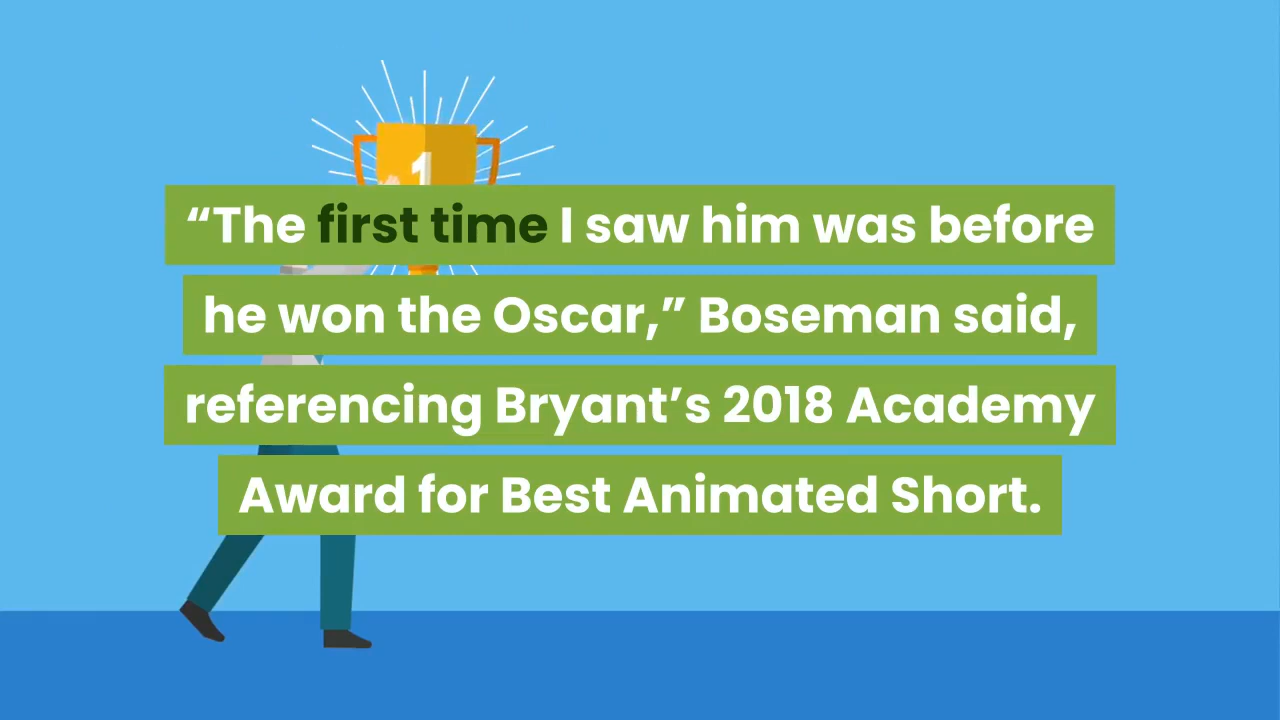 1
“The first time I saw him was before
he won the Oscar,” Boseman said,
referencing Bryant’s 2018 Academy
Award for Best Animated Short.